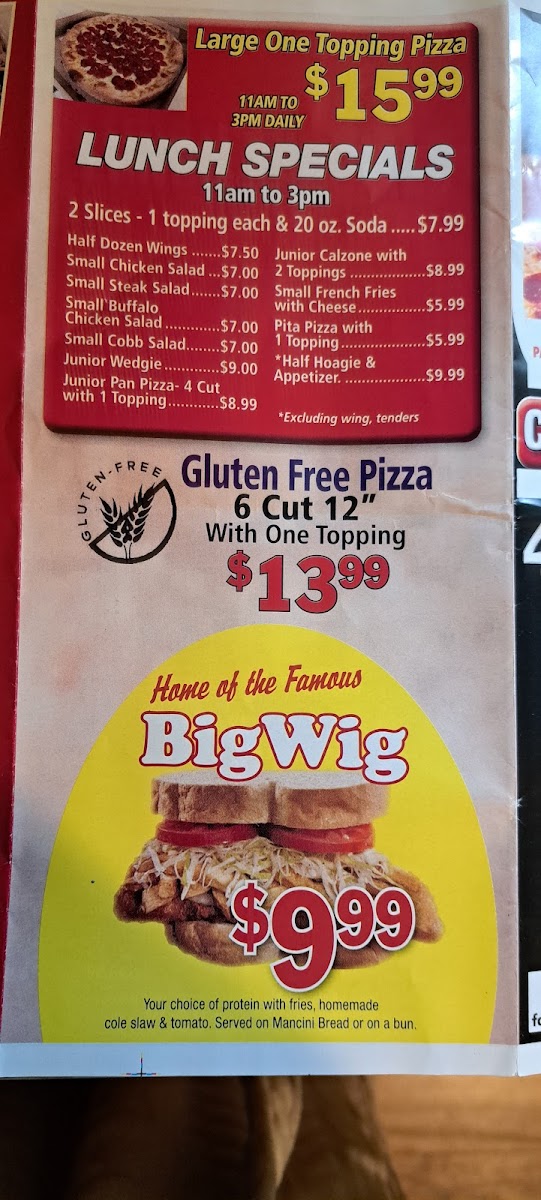 Large One Topping Pizza
11AM TO
3PM DAILY
$15.99
LUNCH SPECIALS
11am to 3pm
2 Slices - 1 topping each & 20 oz. Soda ..... $7.99
Half Dozen Wings .......$7.50
Small Chicken Salad ...$7.00
Small Steak Salad.......$7.00
Small Buffalo
Chicken Salad ............$7.00
Small Cobb Salad.......$7.00
Junior Wedgie............$9.00
Junior Pan Pizza- 4 Cut
with 1 Topping...........$8.99
Junior Calzone with
2 Toppings ..................$8.99
Small French Fries
with Cheese................$5.99
Pita Pizza with
1 Topping....................$5.99
*Half Hoagie &
Appetizer....................$9.99
*Excluding wing, tenders
GLUTEN-FREE
Gluten Free Pizza
6 Cut 12"
With One Topping
$13.99
Home of the Famous
BigWig
$9.99
Your choice of protein with fries, homemade
cole slaw & tomato. Served on Mancini Bread or on a bun.